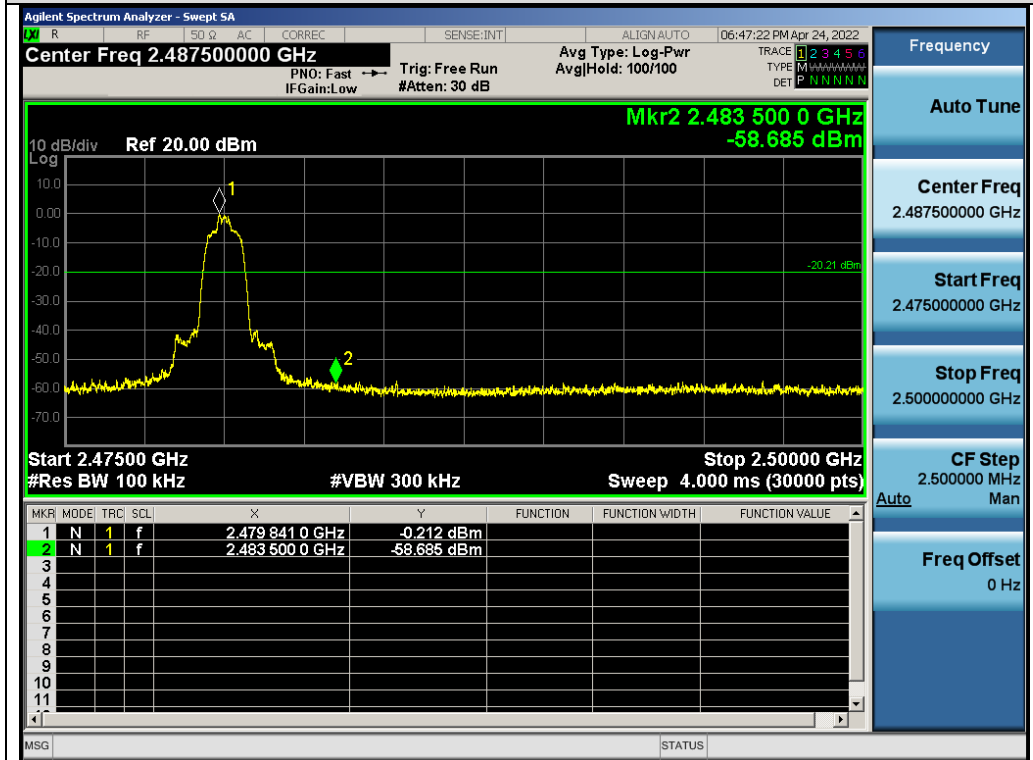 Agilent Spectrum Analyzer - Swept SA
LXI R RF 50 Ω AC CORREC SENSE:INT ALIGN AUTO 06:47:22 PM Apr 24, 2022
Center Freq 2.487500000 GHz
PNO: Fast
IFGain:Low
Trig: Free Run
#Atten: 30 dB
Avg Type: Log-Pwr
Avg|Hold: 100/100
TRACE 1 2 3 4 5 6
TYPE M
DET P N N N N N
Mkr2 2.483 500 0 GHz
-58.685 dBm
10 dB/div Ref 20.00 dBm
Log
10.0
0.00
-10.0
-20.0
-30.0
-40.0
-50.0
-60.0
-70.0
1
2
-20.21 dBm
Start 2.47500 GHz Stop 2.50000 GHz
#Res BW 100 kHz #VBW 300 kHz Sweep 4.000 ms (30000 pts)
MKR MODE TRC SCL X Y FUNCTION FUNCTION WIDTH FUNCTION VALUE
1 N 1 f 2.479 841 0 GHz -0.212 dBm
2 N 1 f 2.483 500 0 GHz -58.685 dBm
3
4
5
6
7
8
9
10
11
MSG STATUS
Frequency
Auto Tune
Center Freq
2.487500000 GHz
Start Freq
2.475000000 GHz
Stop Freq
2.500000000 GHz
CF Step
2.500000 MHz
Auto Man
Freq Offset
0 Hz